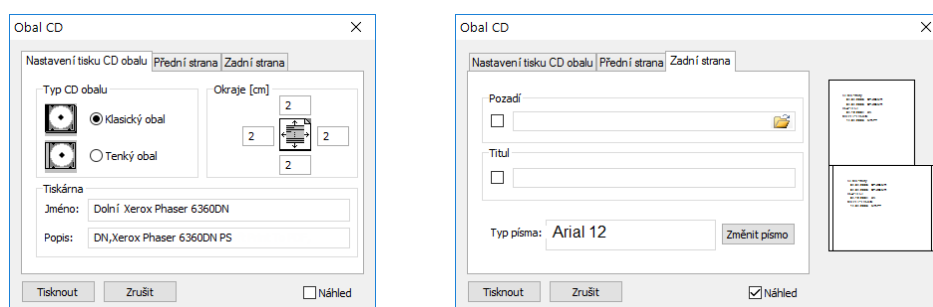 Obal CD
Nastavení tisku CD obalu Přední strana Zadní strana
Typ CD obalu
Klasický obal
Tenký obal
Okraje [cm]
2
2 2
2
Tiskárna
Jméno: Dolní Xerox Phaser 6360DN
Popis: DN,Xerox Phaser 6360DN PS
Tisknout Zrušit Náhled
Obal CD
Nastavení tisku CD obalu Přední strana Zadní strana
Pozadí
Titul
Typ písma: Arial 12 Změnit písmo
Tisknout Zrušit Náhled